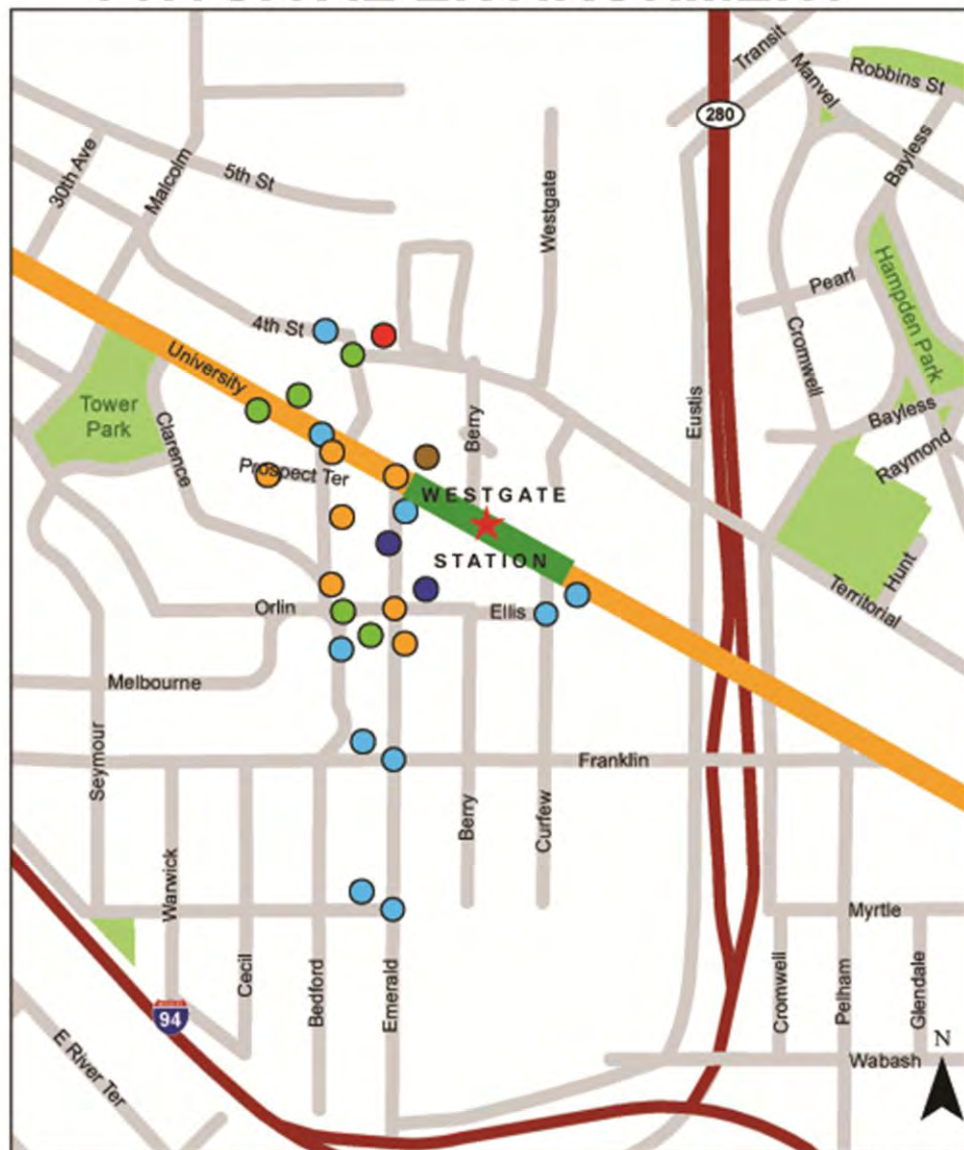 Transit
Manvel
Robbins St
280
30th Ave
Malcolm
5th St
Westgate
Bayless
Pearl
Hampden Park
4th St
University
Cromwell
Tower
Park
Clarence
Prospect Ter
Berry
Eustis
Bayless
Raymond
WESTGATE
STATION
Hunt
Territorial
Orlin
Ellis
Melbourne
Seymour
Franklin
Berry
Curfew
Warwick
Myrtle
Cecil
Bedford
Emerald
Cromwell
Pelham
Glendale
94
N
Wabash
E River Ter